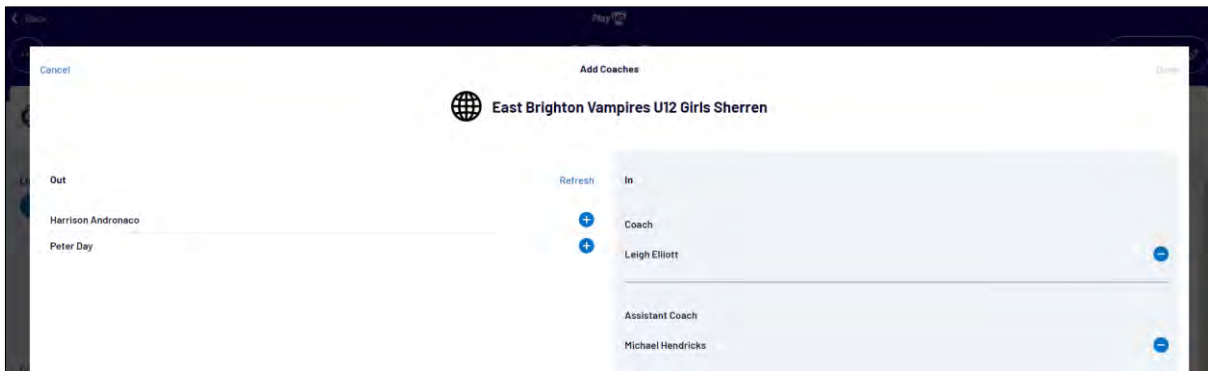 Back
PlayHQ
Cancel
Add Coaches
Done
East Brighton Vampires U12 Girls Sherren
Out
Refresh
In
Harrison Andronaco
Peter Day
Coach
Leigh Elliott
Assistant Coach
Michael Hendricks